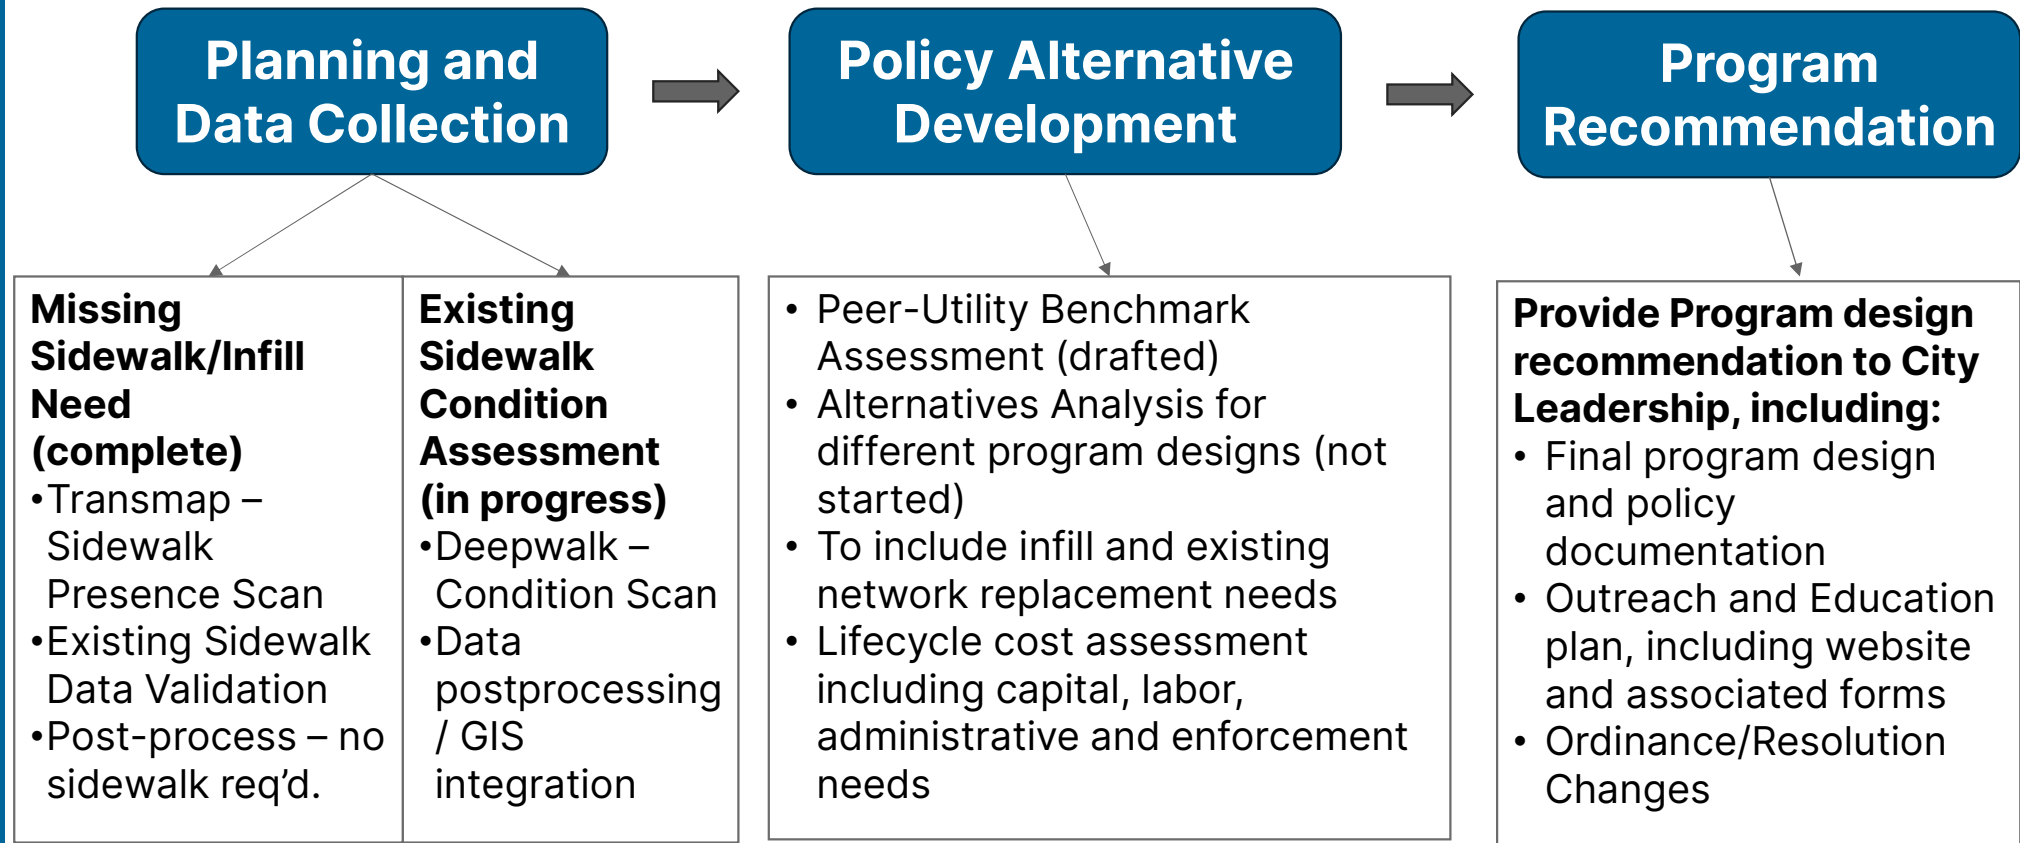 Planning and
Data Collection
Policy Alternative
Development
Program
Recommendation
Missing
Sidewalk/Infill
Need
(complete)
•Transmap –
Sidewalk
Presence Scan
•Existing Sidewalk
Data Validation
•Post-process – no
sidewalk req’d.
Existing
Sidewalk
Condition
Assessment
(in progress)
•Deepwalk –
Condition Scan
•Data
postprocessing
/ GIS
integration
• Peer-Utility Benchmark
Assessment (drafted)
• Alternatives Analysis for
different program designs (not
started)
• To include infill and existing
network replacement needs
• Lifecycle cost assessment
including capital, labor,
administrative and enforcement
needs
Provide Program design
recommendation to City
Leadership, including:
• Final program design
and policy
documentation
• Outreach and Education
plan, including website
and associated forms
• Ordinance/Resolution
Changes